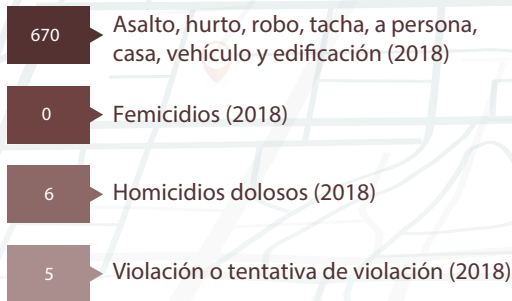 670
Asalto, hurto, robo, tacha, a persona,
casa, vehículo y edificación (2018)
0
Femicidios (2018)
6
Homicidios dolosos (2018)
5
Violación o tentativa de violación (2018)